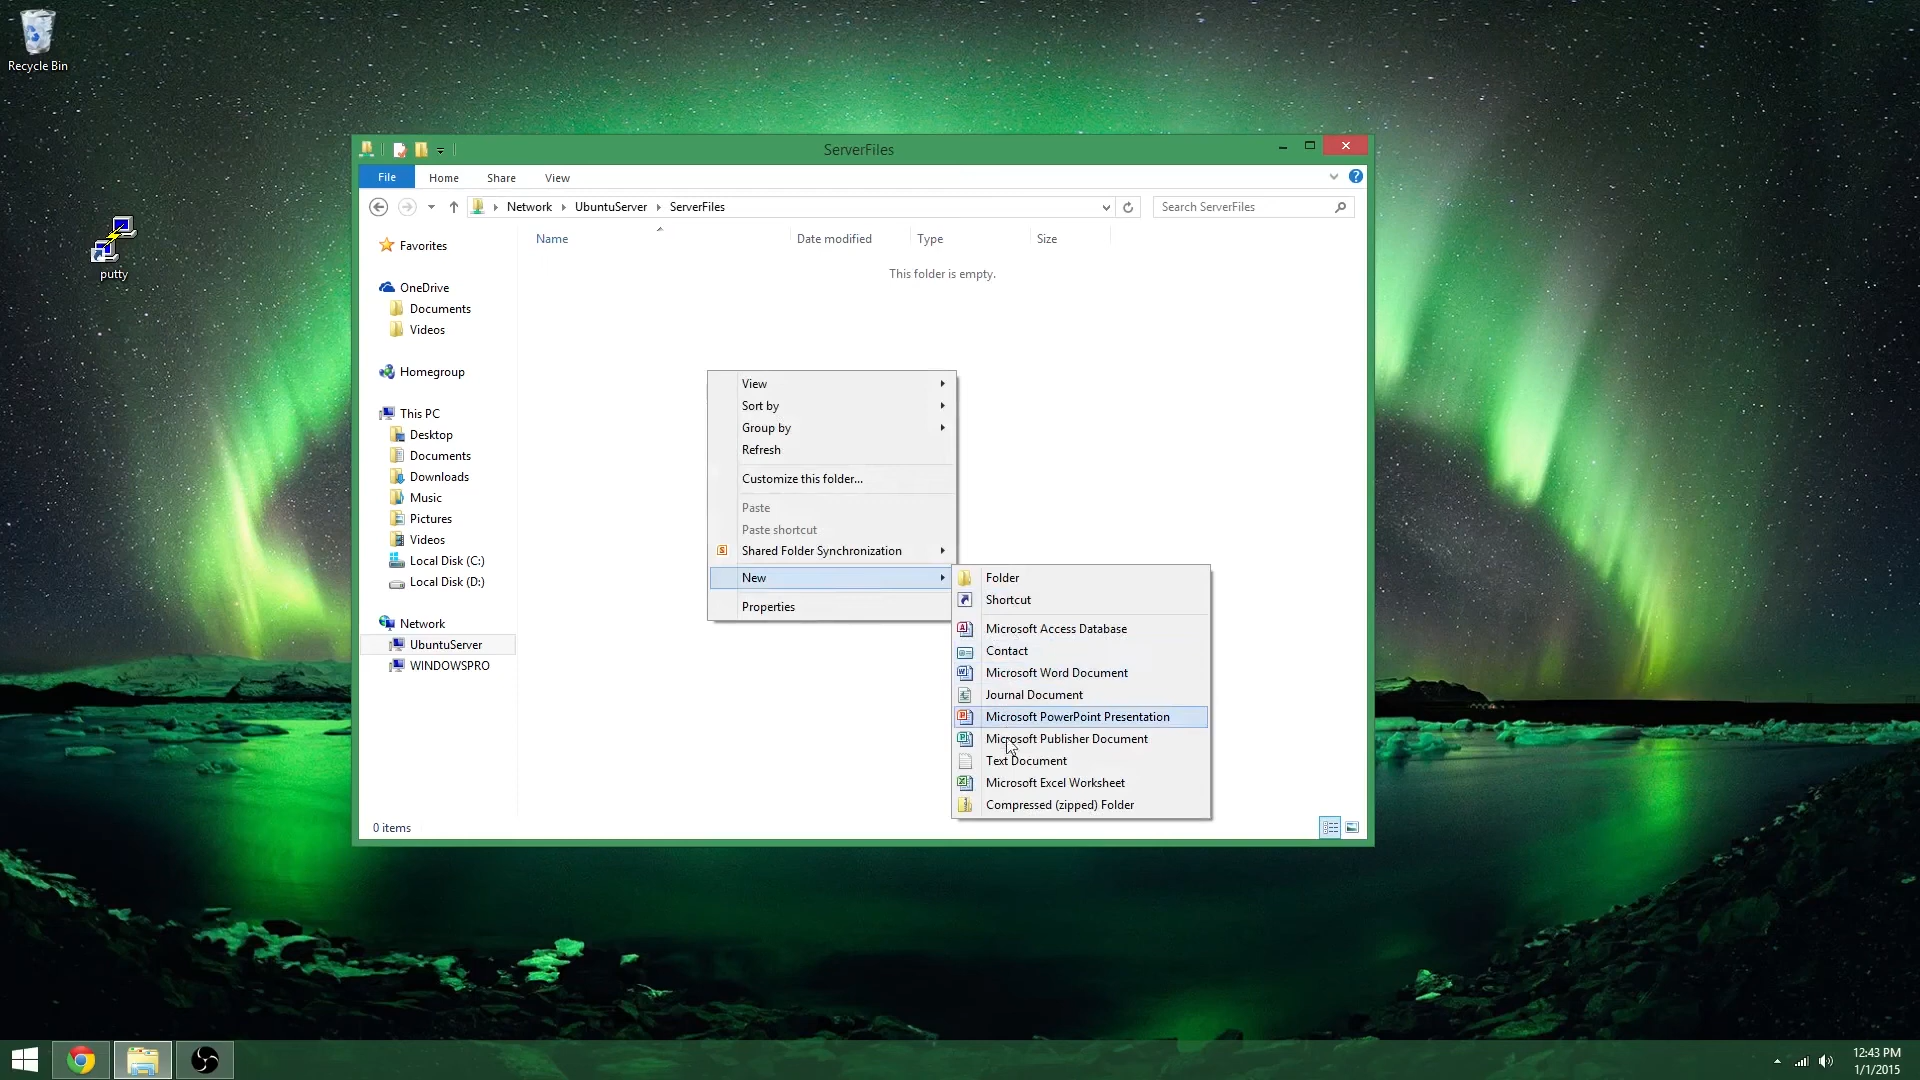 Recycle Bin
putty
ServerFiles
File Home Share View
Network UbuntuServer ServerFiles
Search ServerFiles
Name Date modified Type Size
This folder is empty.
Favorites
OneDrive
Documents
Videos
Homegroup
This PC
Desktop
Documents
Downloads
Music
Pictures
Videos
Local Disk (C:)
Local Disk (D:)
Network
UbuntuServer
WINDOWSPRO
0 items
View
Sort by
Group by
Refresh
Customize this folder...
Paste
Paste shortcut
Shared Folder Synchronization
New
Properties
Folder
Shortcut
Microsoft Access Database
Contact
Microsoft Word Document
Journal Document
Microsoft PowerPoint Presentation
Microsoft Publisher Document
Text Document
Microsoft Excel Worksheet
Compressed (zipped) Folder
12:43 PM
1/1/2015